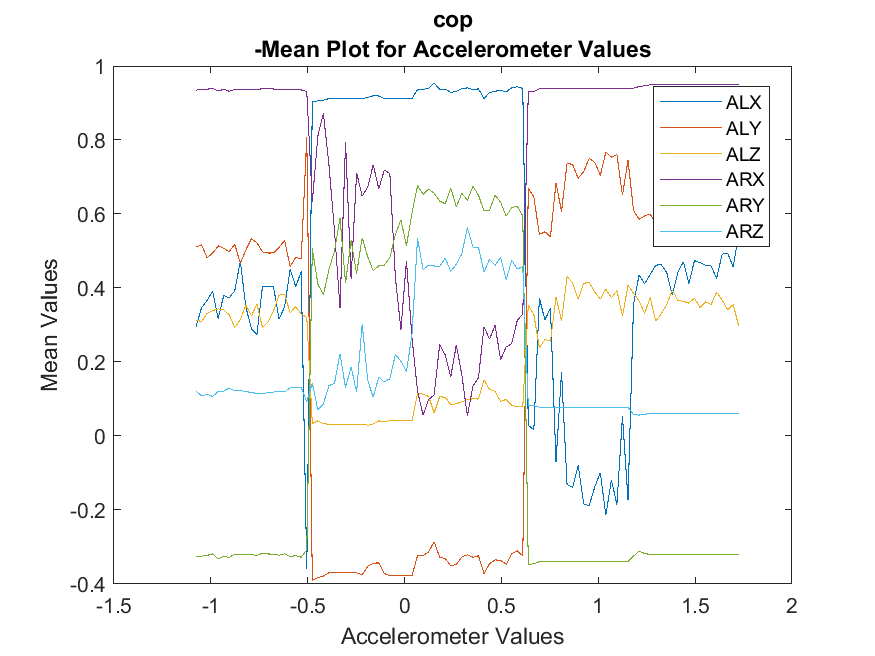 cop
-Mean Plot for Accelerometer Values
1
0.8
0.6
0.4
0.2
0
-0.2
-0.4
Mean Values
ALX
ALY
ALZ
ARX
ARY
ARZ
-1.5 -1 -0.5 0 0.5 1 1.5 2
Accelerometer Values